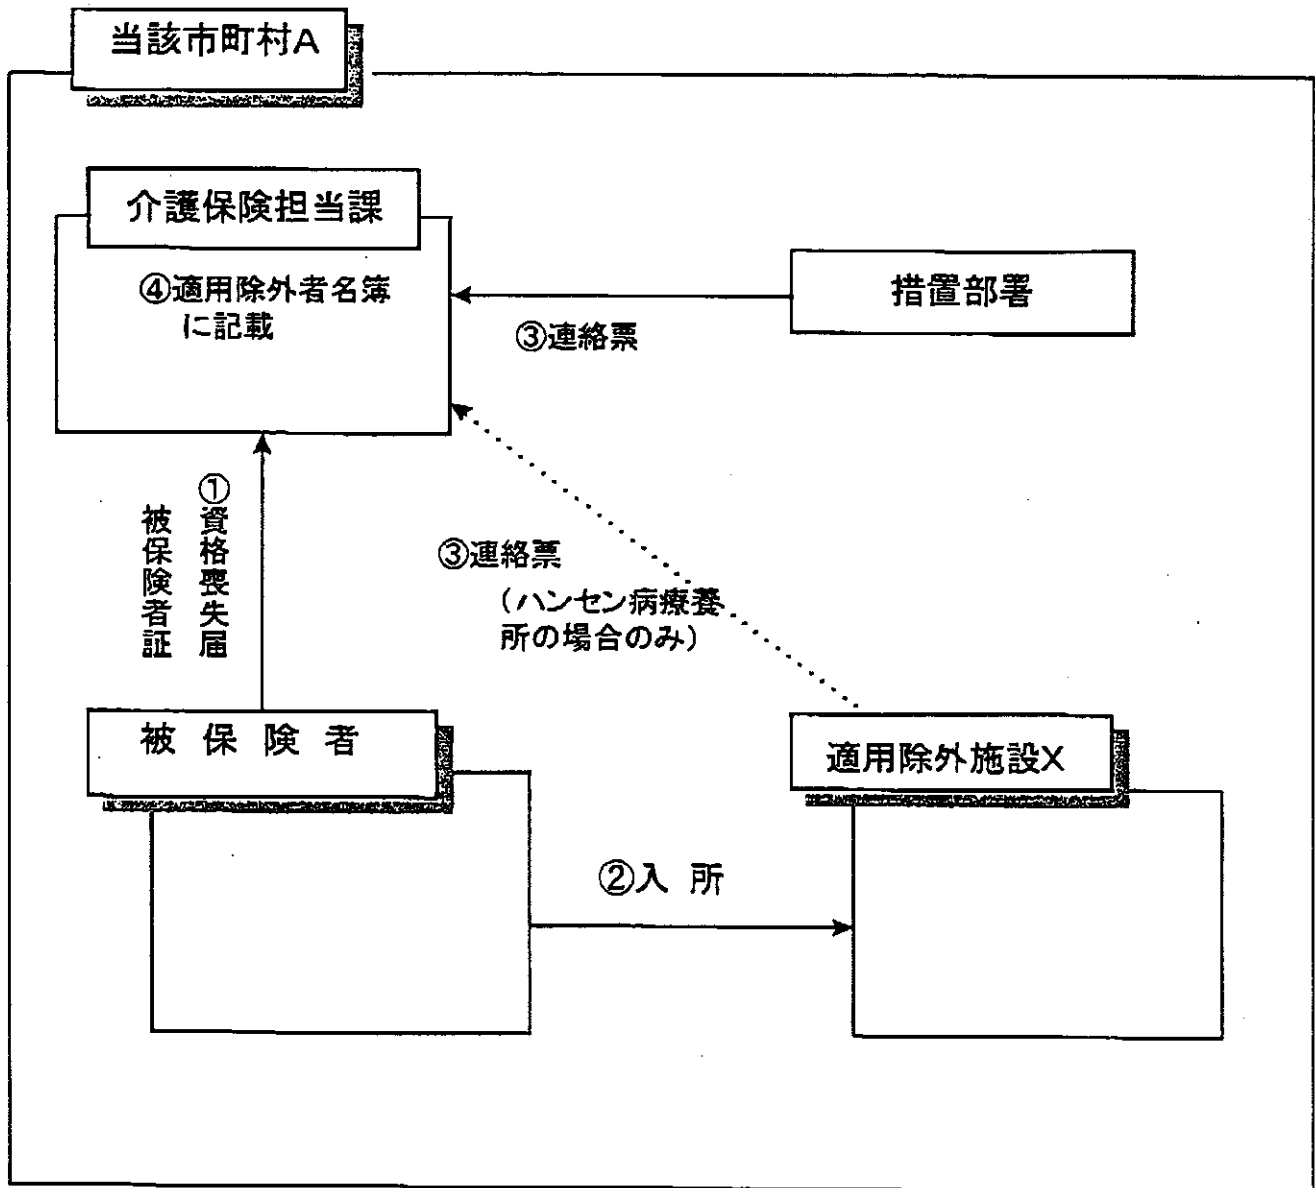 当該市町村A
介護保険担当課
④適用除外者名簿
に記載
措置部署
③連絡票
①資格喪失届
被保険者証
③連絡票
(ハンセン病療養
所の場合のみ)
被保険者
適用除外施設X
②入所